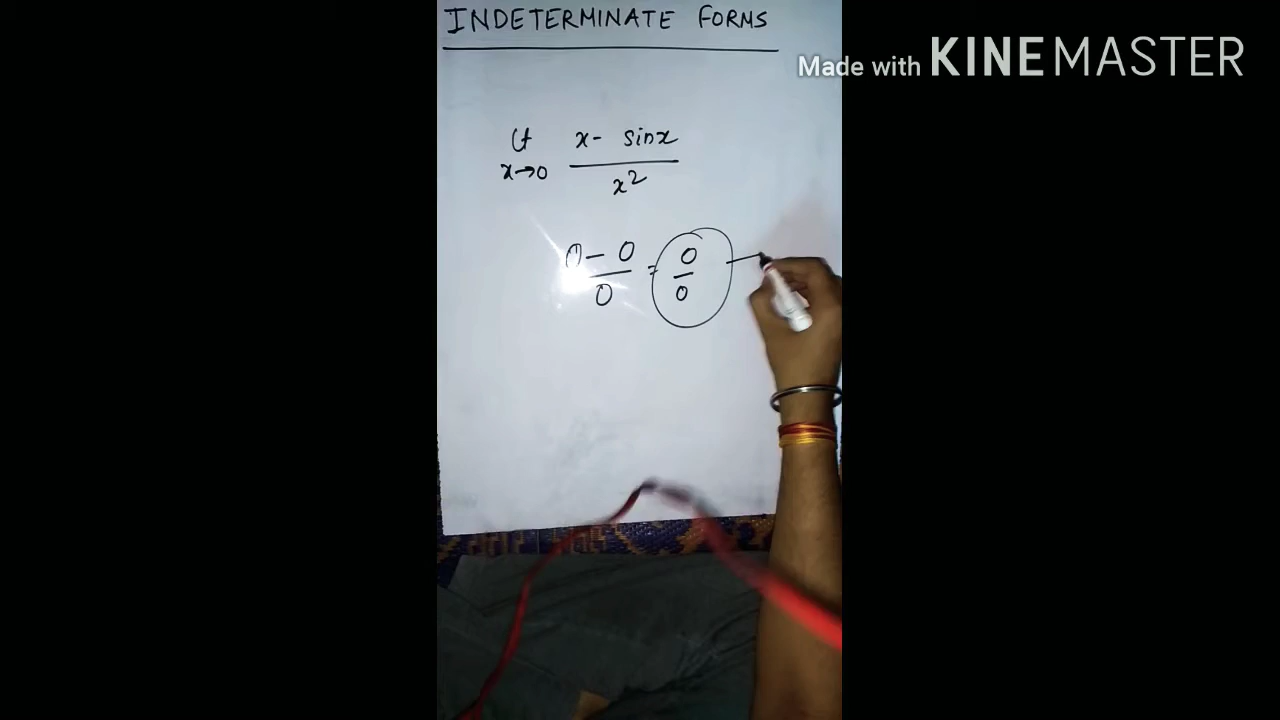 INDETERMINATE FORMS
Made with KINEMASTER
Lt x - sinx
x→0 x²
0 - 0 = 0
0 0